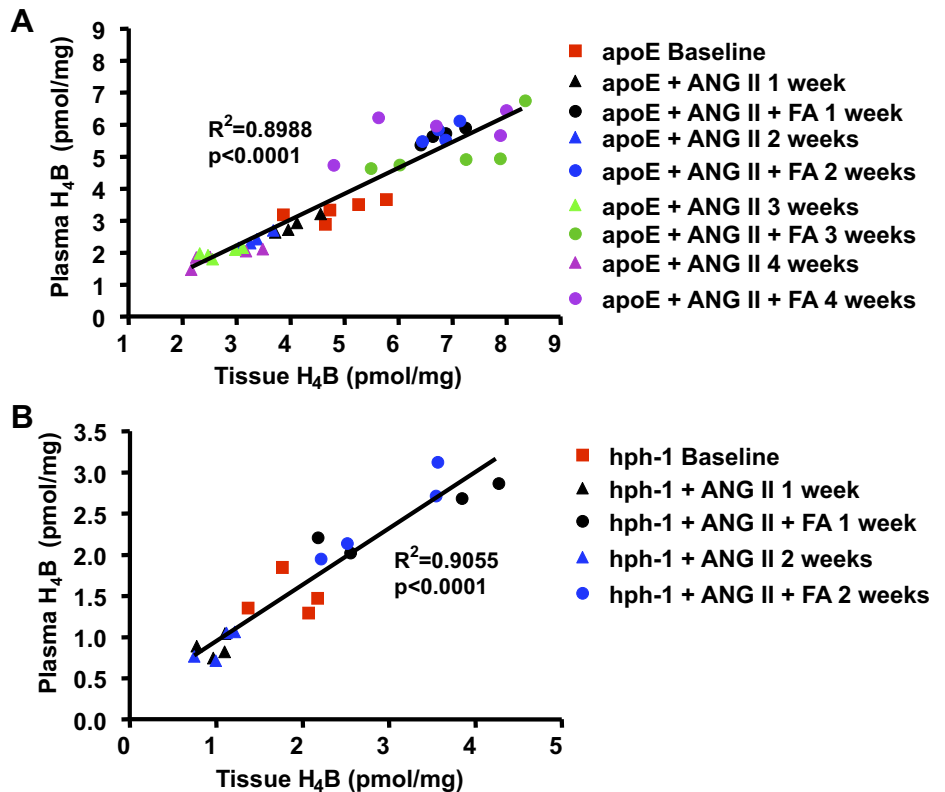 A
Plasma H₄B (pmol/mg)
9
8
7
6
5
4
3
2
1
0
R²=0.8988
p<0.0001
1 2 3 4 5 6 7 8 9
Tissue H₄B (pmol/mg)
apoE Baseline
apoE + ANG II 1 week
apoE + ANG II + FA 1 week
apoE + ANG II 2 weeks
apoE + ANG II + FA 2 weeks
apoE + ANG II 3 weeks
apoE + ANG II + FA 3 weeks
apoE + ANG II 4 weeks
apoE + ANG II + FA 4 weeks
B
Plasma H₄B (pmol/mg)
3.5
3.0
2.5
2.0
1.5
1.0
0.5
0.0
R²=0.9055
p<0.0001
0 1 2 3 4 5
Tissue H₄B (pmol/mg)
hph-1 Baseline
hph-1 + ANG II 1 week
hph-1 + ANG II + FA 1 week
hph-1 + ANG II 2 weeks
hph-1 + ANG II + FA 2 weeks